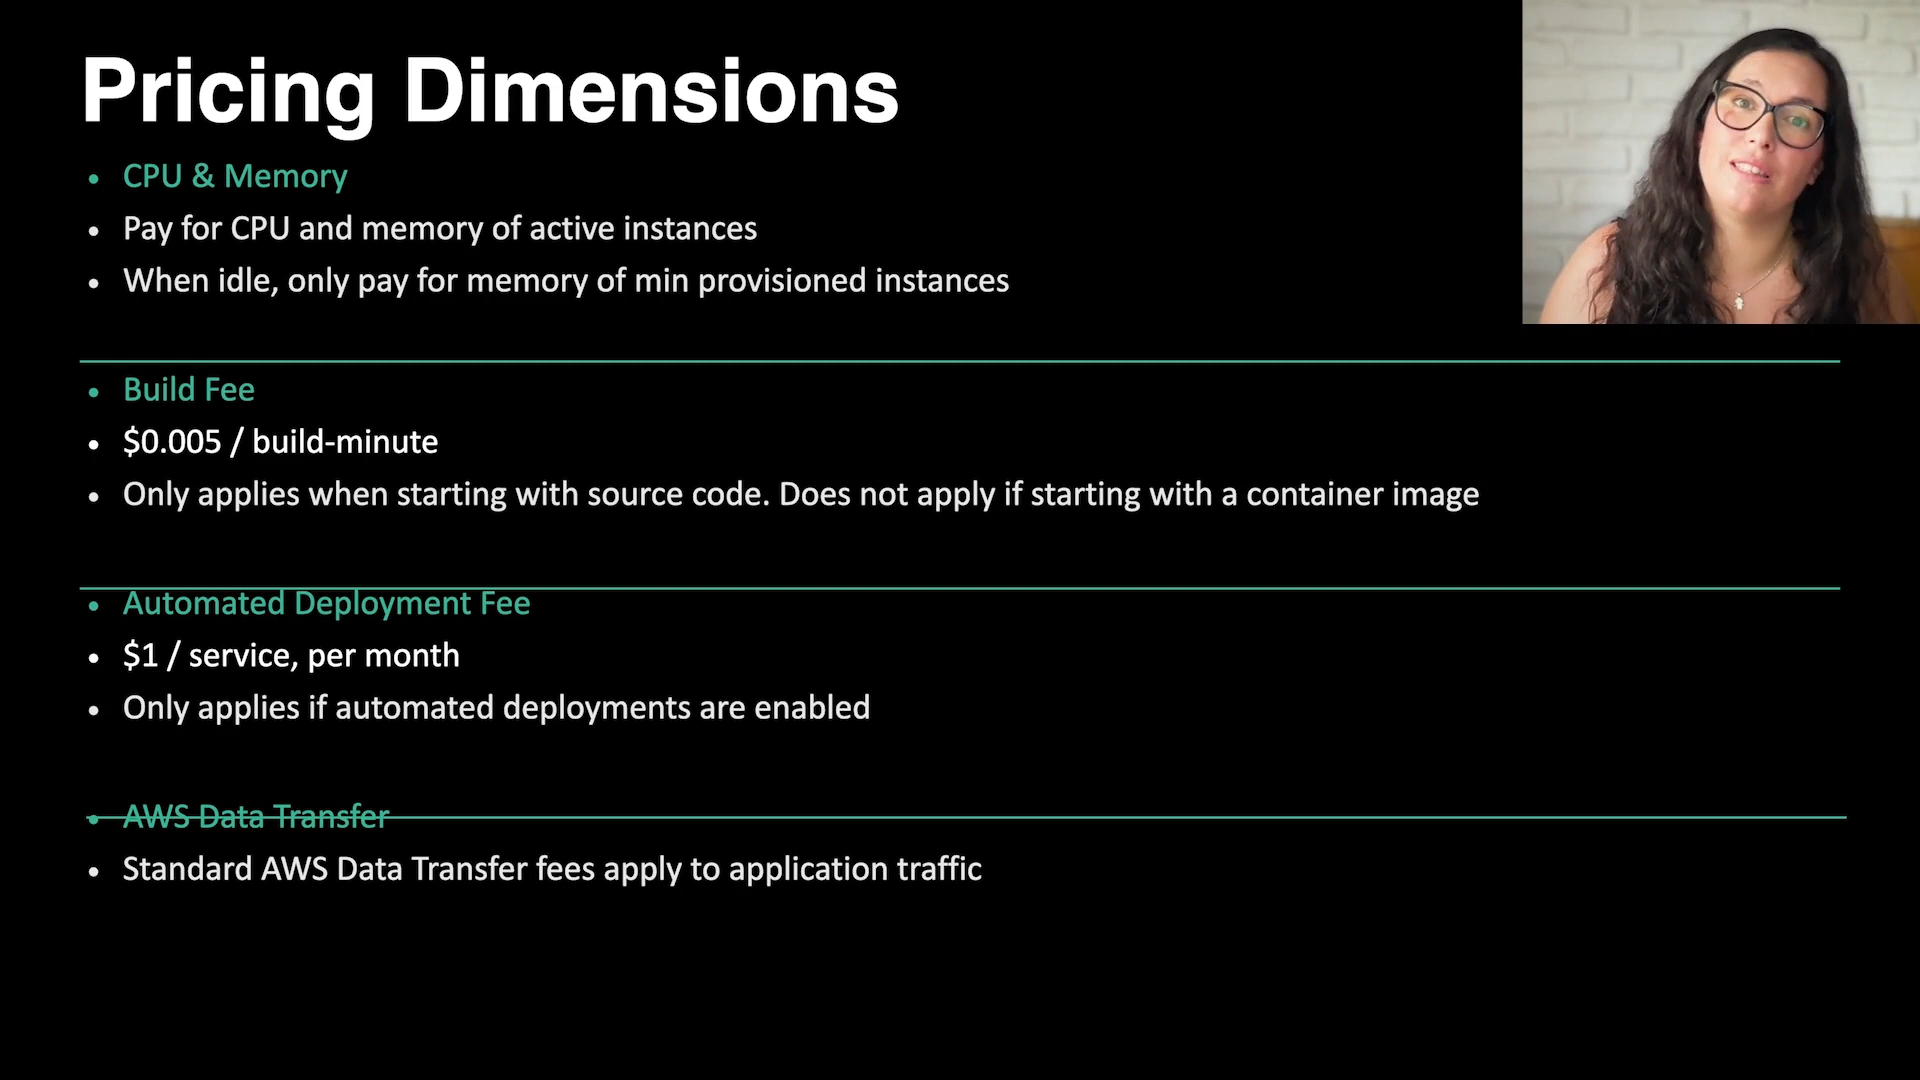 Pricing Dimensions
• CPU & Memory
• Pay for CPU and memory of active instances
• When idle, only pay for memory of min provisioned instances
• Build Fee
• $0.005 / build-minute
• Only applies when starting with source code. Does not apply if starting with a container image
• Automated Deployment Fee
• $1 / service, per month
• Only applies if automated deployments are enabled
• AWS Data Transfer
• Standard AWS Data Transfer fees apply to application traffic